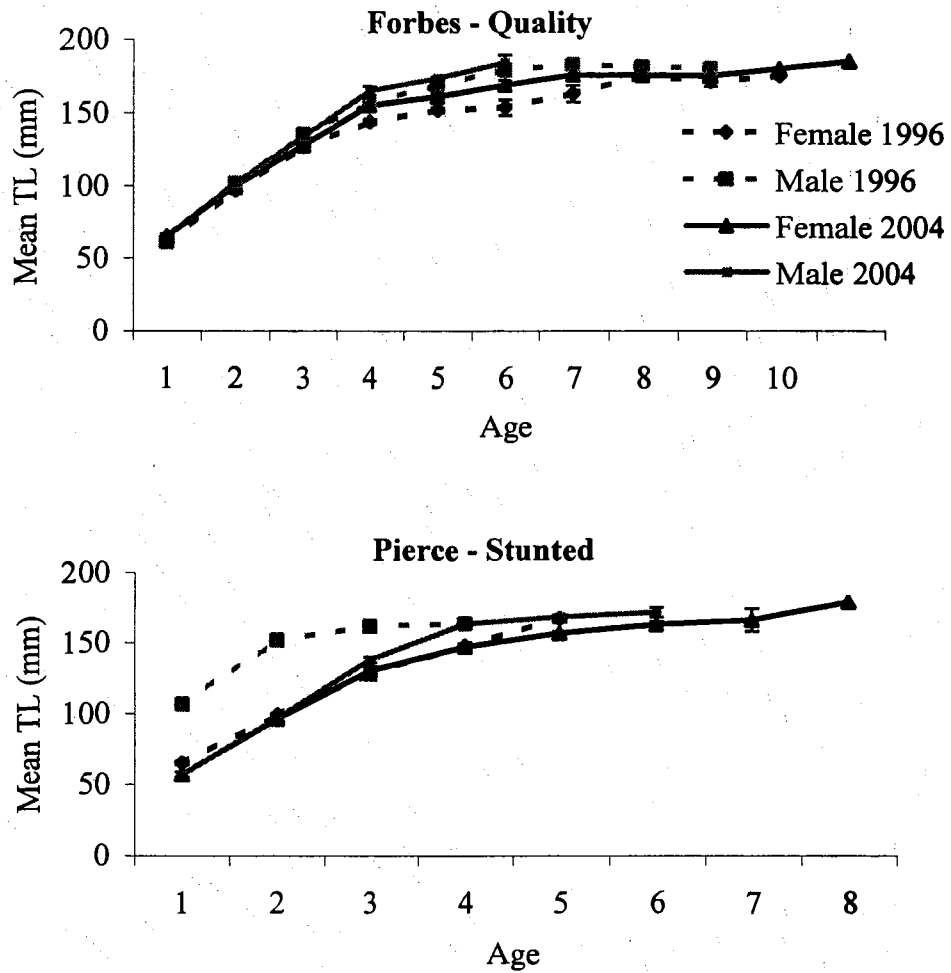 Forbes - Quality
200
150
100
50
0
Mean TL (mm)
Female 1996
Male 1996
Female 2004
Male 2004
1 2 3 4 5 6 7 8 9 10
Age
Pierce - Stunted
200
150
100
50
0
Mean TL (mm)
1 2 3 4 5 6 7 8
Age